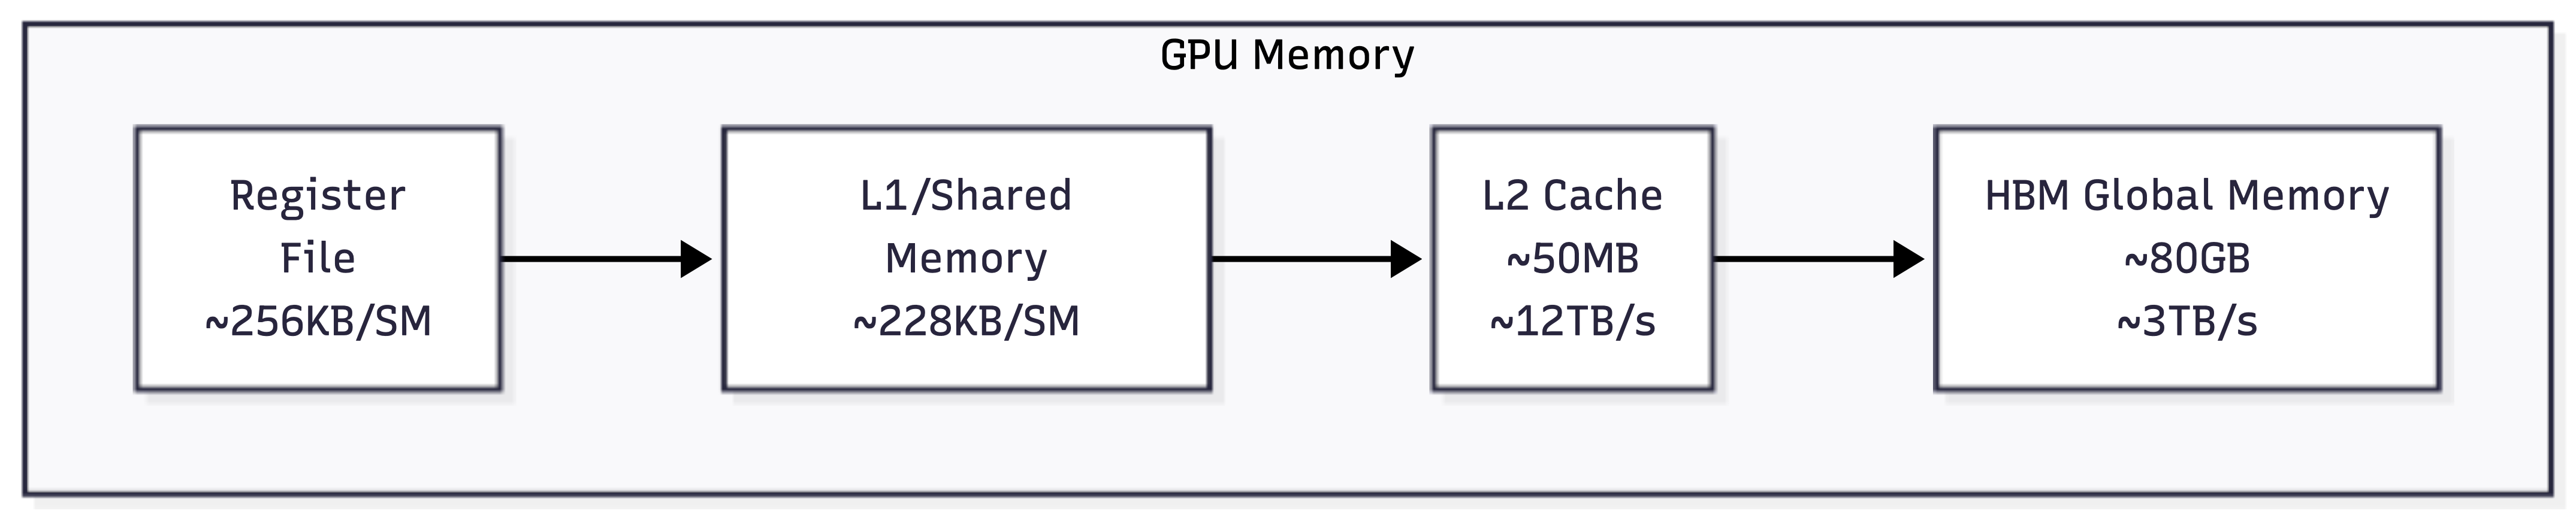 GPU Memory
Register
File
~256KB/SM
L1/Shared
Memory
~228KB/SM
L2 Cache
~50MB
~12TB/s
HBM Global Memory
~80GB
~3TB/s